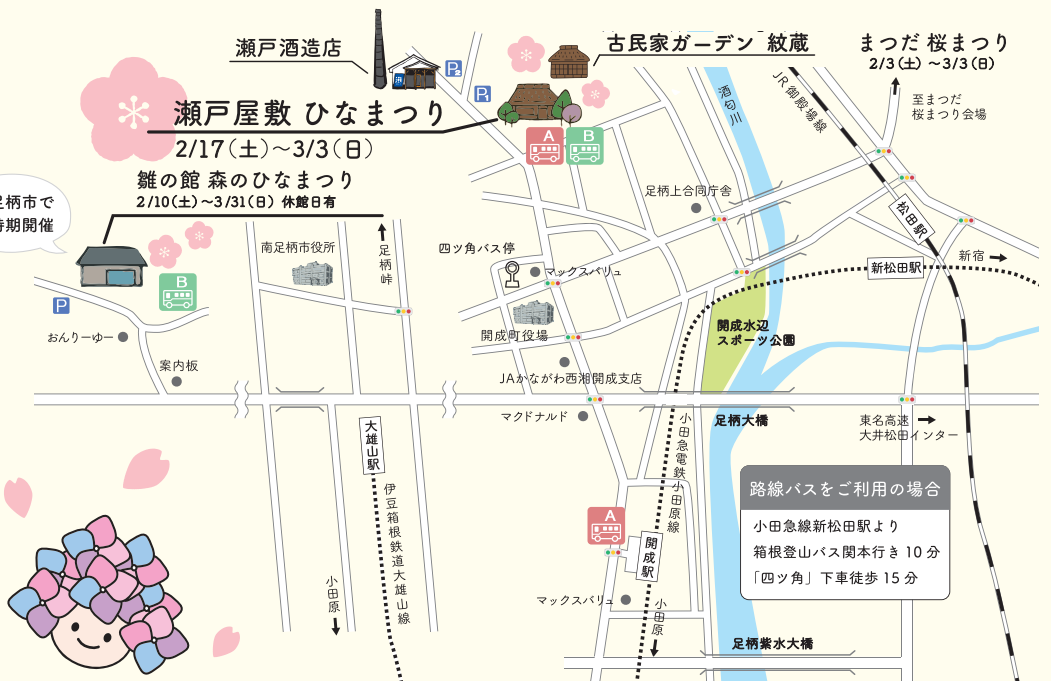 瀬戸酒造店
P2
P1
古民家ガーデン 紋蔵
まつだ 桜まつり
2/3(土)～3/3(日)
至まつだ
桜まつり会場
瀬戸屋敷 ひなまつり
2/17(土)～3/3(日)
雛の館 森のひなまつり
2/10(土)～3/31(日) 休館日有
足柄市で
時期開催
A
B
酒匂川
JR御殿場線
足柄上合同庁舎
松田駅
新松田駅
新宿
南足柄市役所
足柄峠
四ツ角バス停
マックスバリュ
開成町役場
B
P
おんりーゆー
案内板
開成水辺
スポーツ公園
JAかながわ西湘開成支店
マクドナルド
足柄大橋
東名高速
大井松田インター
大雄山駅
伊豆箱根鉄道大雄山線
小田原
小田急電鉄小田原線
A
開成駅
マックスバリュ
小田原
足柄紫水大橋
路線バスをご利用の場合
小田急線新松田駅より
箱根登山バス関本行き10分
「四ツ角」下車徒歩15分